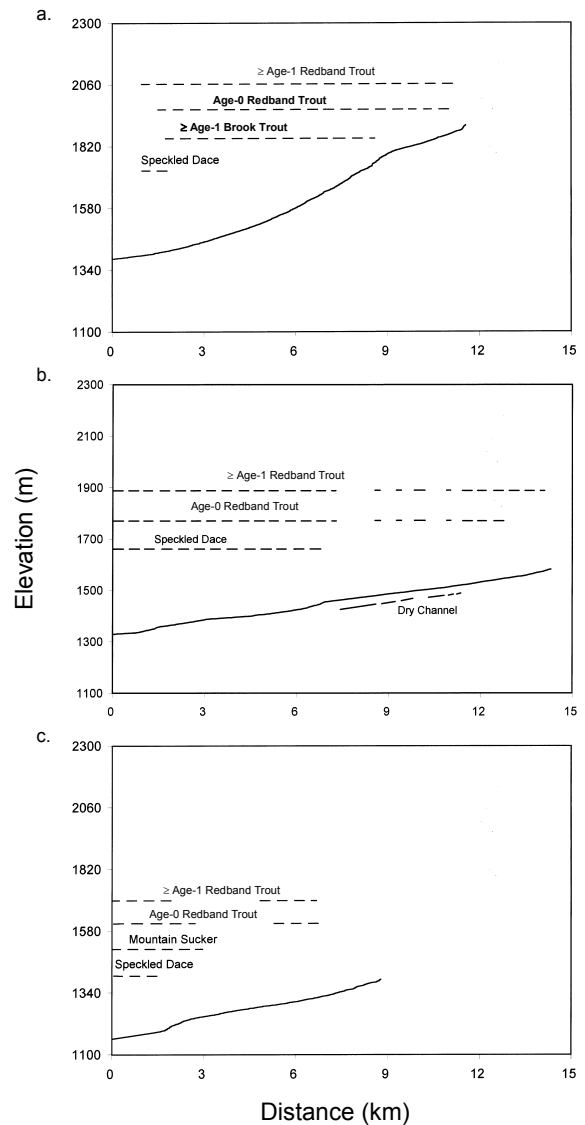 a.
2300
≥ Age-1 Redband Trout
2060
Age-0 Redband Trout
≥ Age-1 Brook Trout
1820
Speckled Dace
1580
1340
1100
0 3 6 9 12 15
b.
2300
2100
≥ Age-1 Redband Trout
1900
Age-0 Redband Trout
1700
Speckled Dace
1500
Dry Channel
1300
1100
0 3 6 9 12 15
Elevation (m)
c.
2300
2060
1820
≥ Age-1 Redband Trout
Age-0 Redband Trout
1580
Mountain Sucker
Speckled Dace
1340
1100
0 3 6 9 12 15
Distance (km)